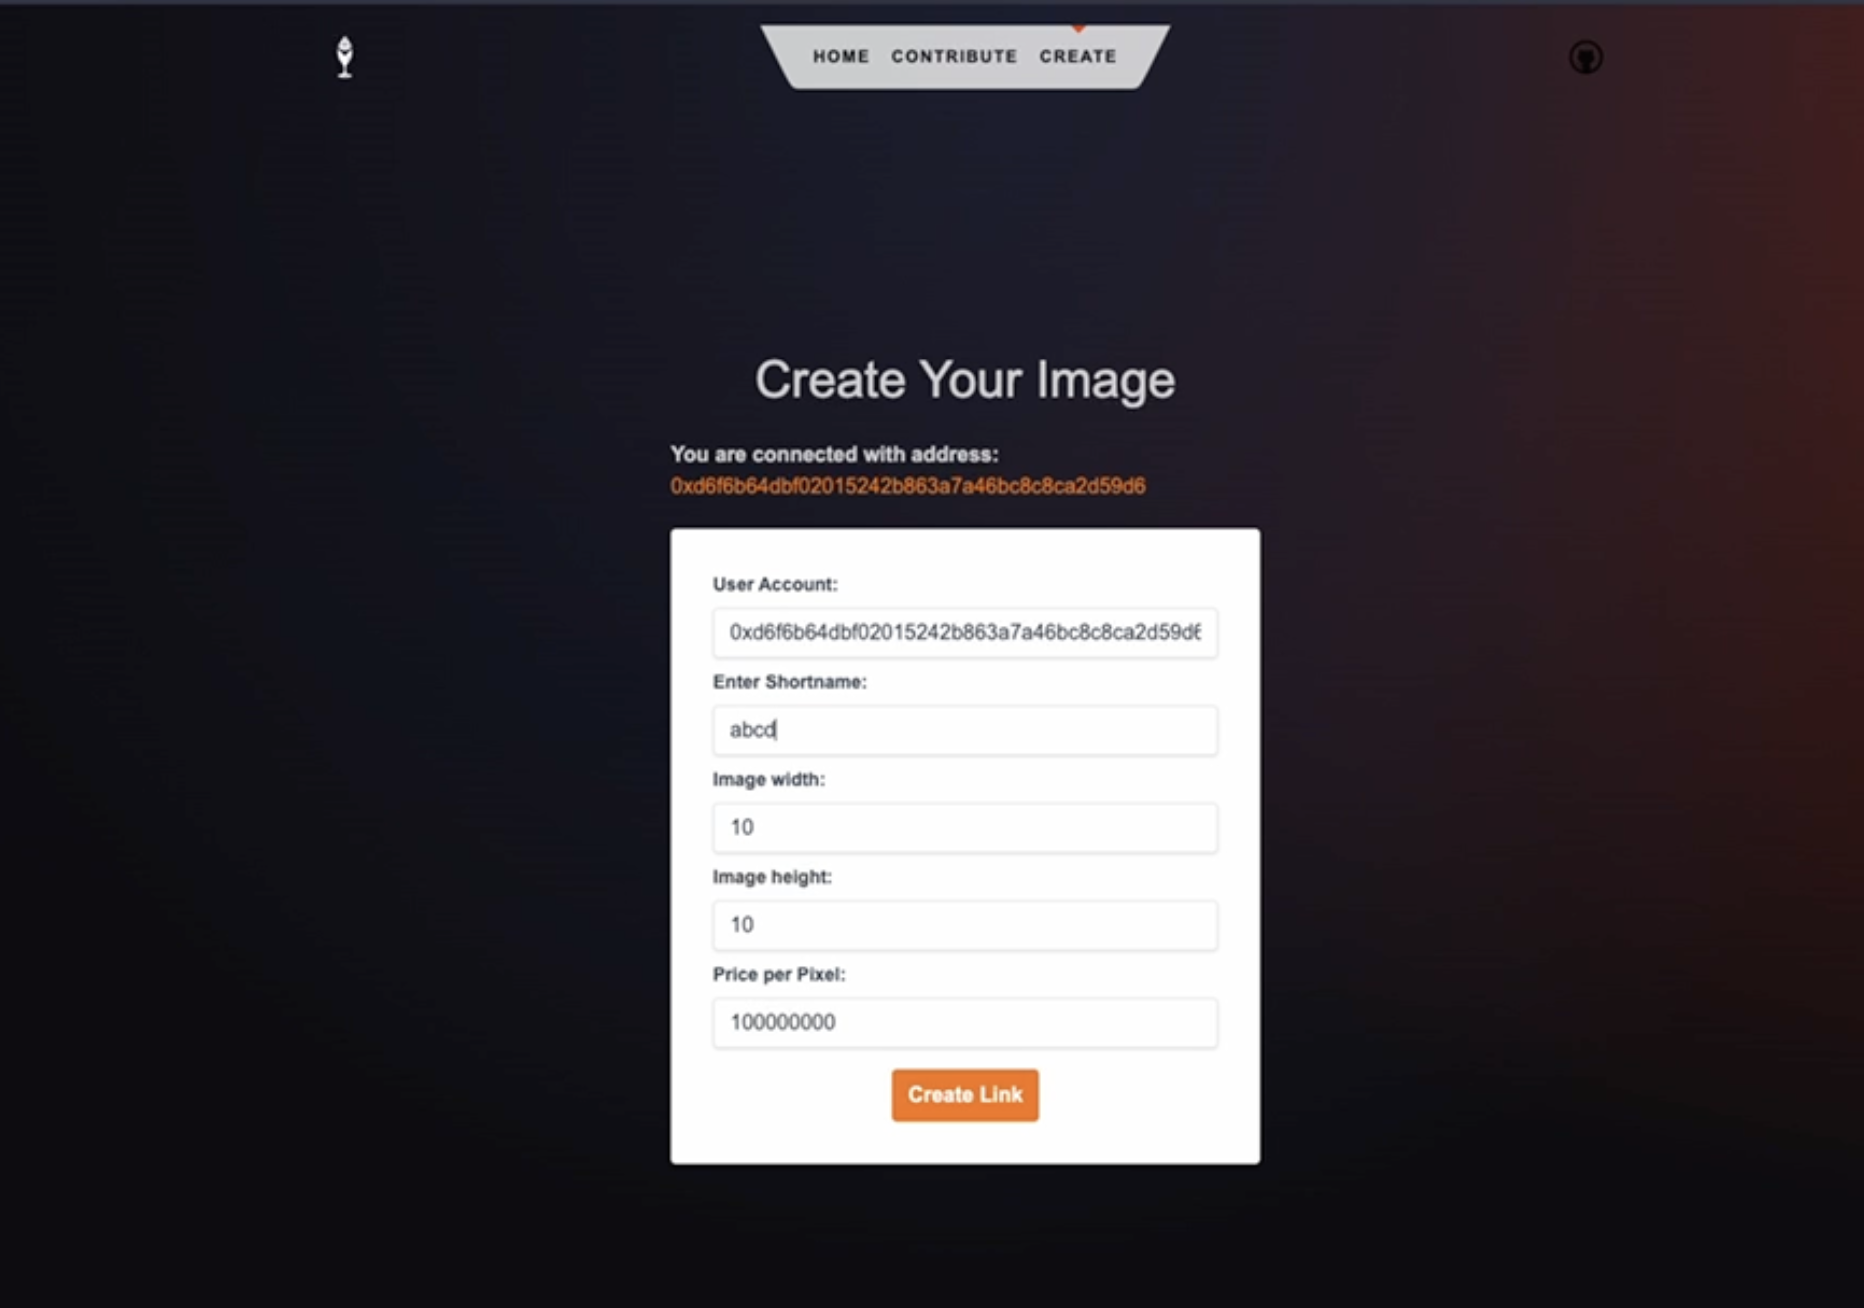 HOME CONTRIBUTE CREATE
Create Your Image
You are connected with address:
0xd6f6b64dbf02015242b863a7a46bc8c8ca2d59d6
User Account:
0xd6f6b64dbf02015242b863a7a46bc8c8ca2d59d6
Enter Shortname:
abcd
Image width:
10
Image height:
10
Price per Pixel:
100000000
Create Link